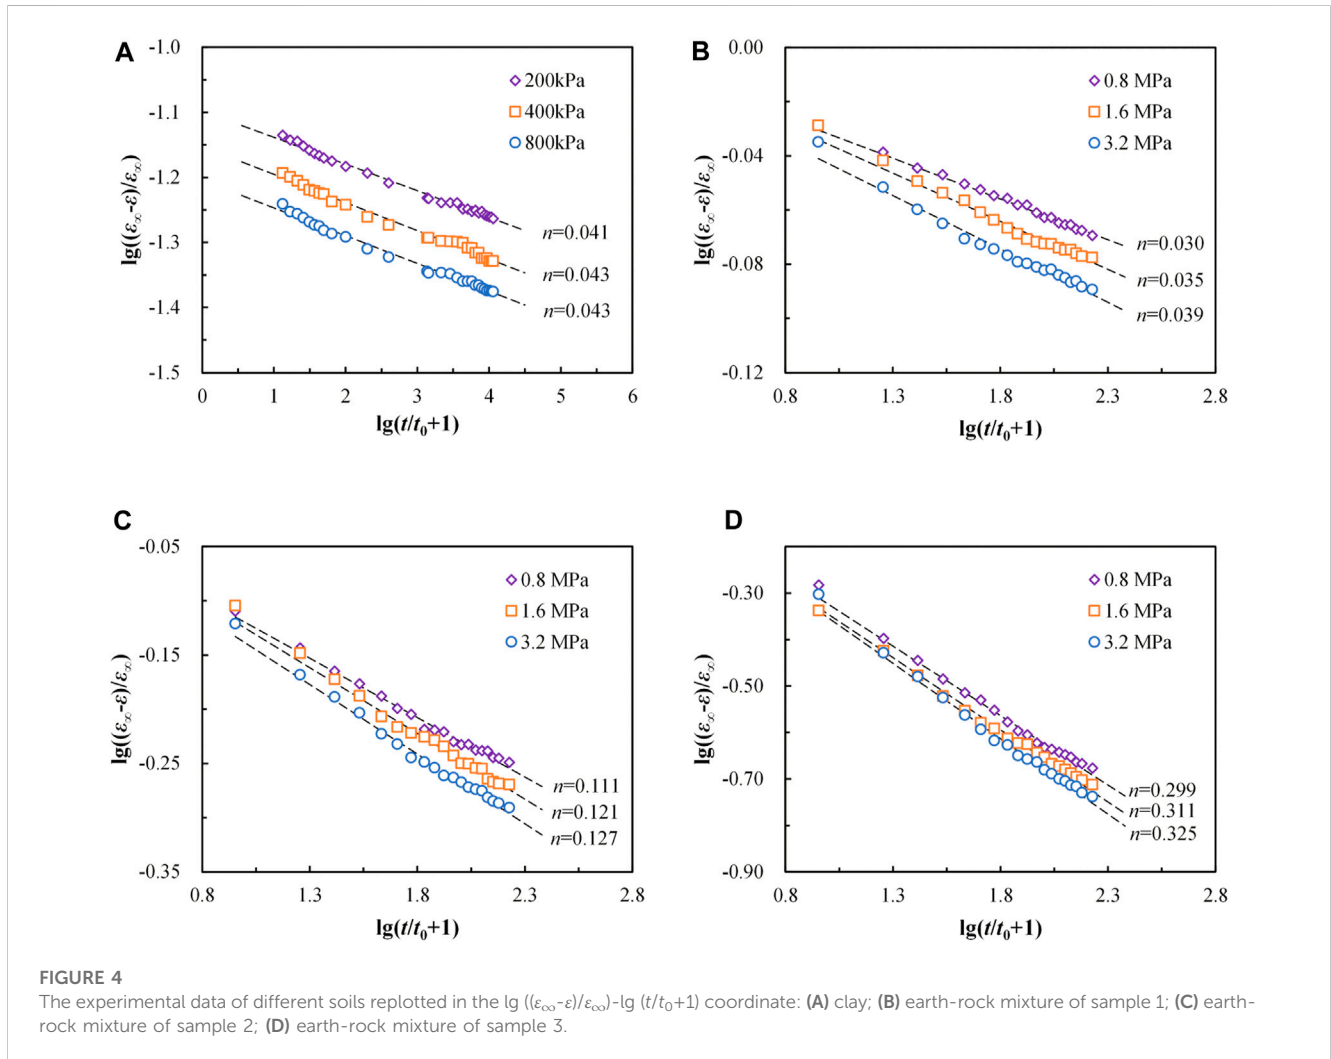 A
-1.0
-1.1
-1.2
-1.3
-1.4
-1.5
lg((ε∞-ε)/ε∞)
200kPa
400kPa
800kPa
n=0.041
n=0.043
n=0.043
0 1 2 3 4 5 6
lg(t/t0+1)
B
0.00
-0.04
-0.08
-0.12
lg((ε∞-ε)/ε∞)
0.8 MPa
1.6 MPa
3.2 MPa
n=0.030
n=0.035
n=0.039
0.8 1.3 1.8 2.3 2.8
lg(t/t0+1)
C
-0.05
-0.15
-0.25
-0.35
lg((ε∞-ε)/ε∞)
0.8 MPa
1.6 MPa
3.2 MPa
n=0.111
n=0.121
n=0.127
0.8 1.3 1.8 2.3 2.8
lg(t/t0+1)
D
-0.30
-0.50
-0.70
-0.90
lg((ε∞-ε)/ε∞)
0.8 MPa
1.6 MPa
3.2 MPa
n=0.299
n=0.311
n=0.325
0.8 1.3 1.8 2.3 2.8
lg(t/t0+1)
FIGURE 4
The experimental data of different soils replotted in the lg ((ε∞-ε)/ε∞)-lg (t/t0+1) coordinate: (A) clay; (B) earth-rock mixture of sample 1; (C) earth-
rock mixture of sample 2; (D) earth-rock mixture of sample 3.